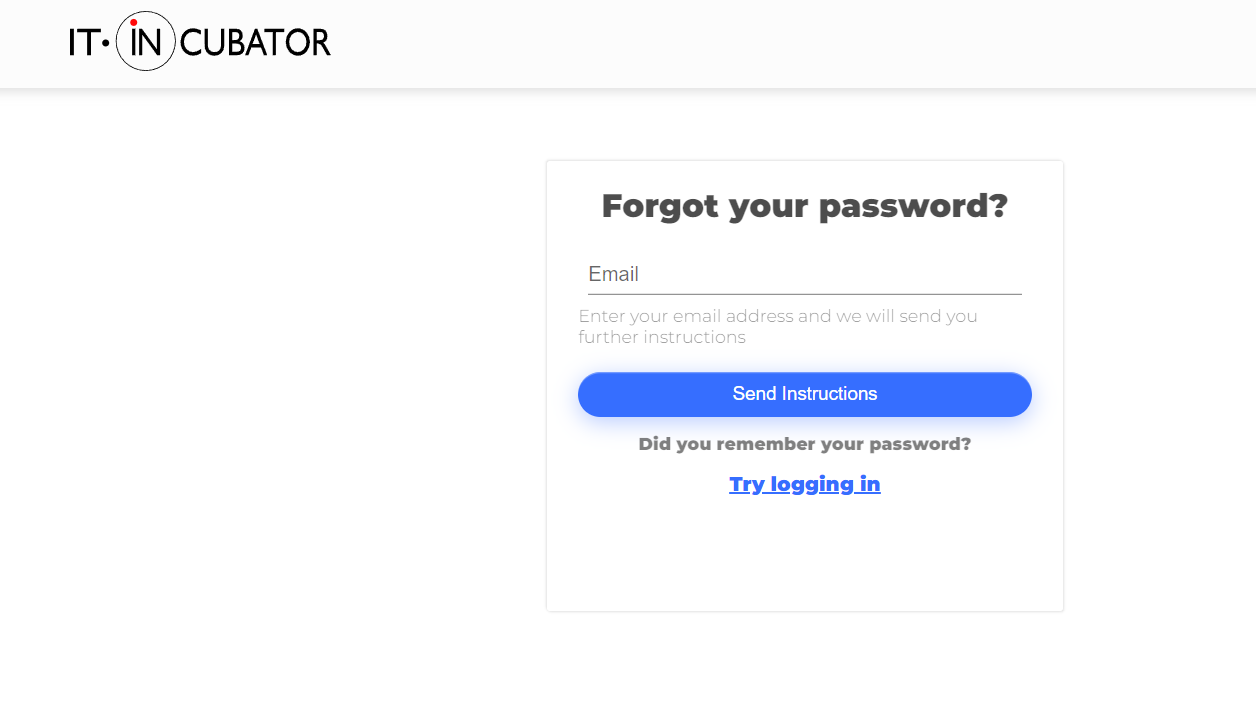 IT·INCUBATOR
Forgot your password?
Email
Enter your email address and we will send you
further instructions
Send Instructions
Did you remember your password?
Try logging in